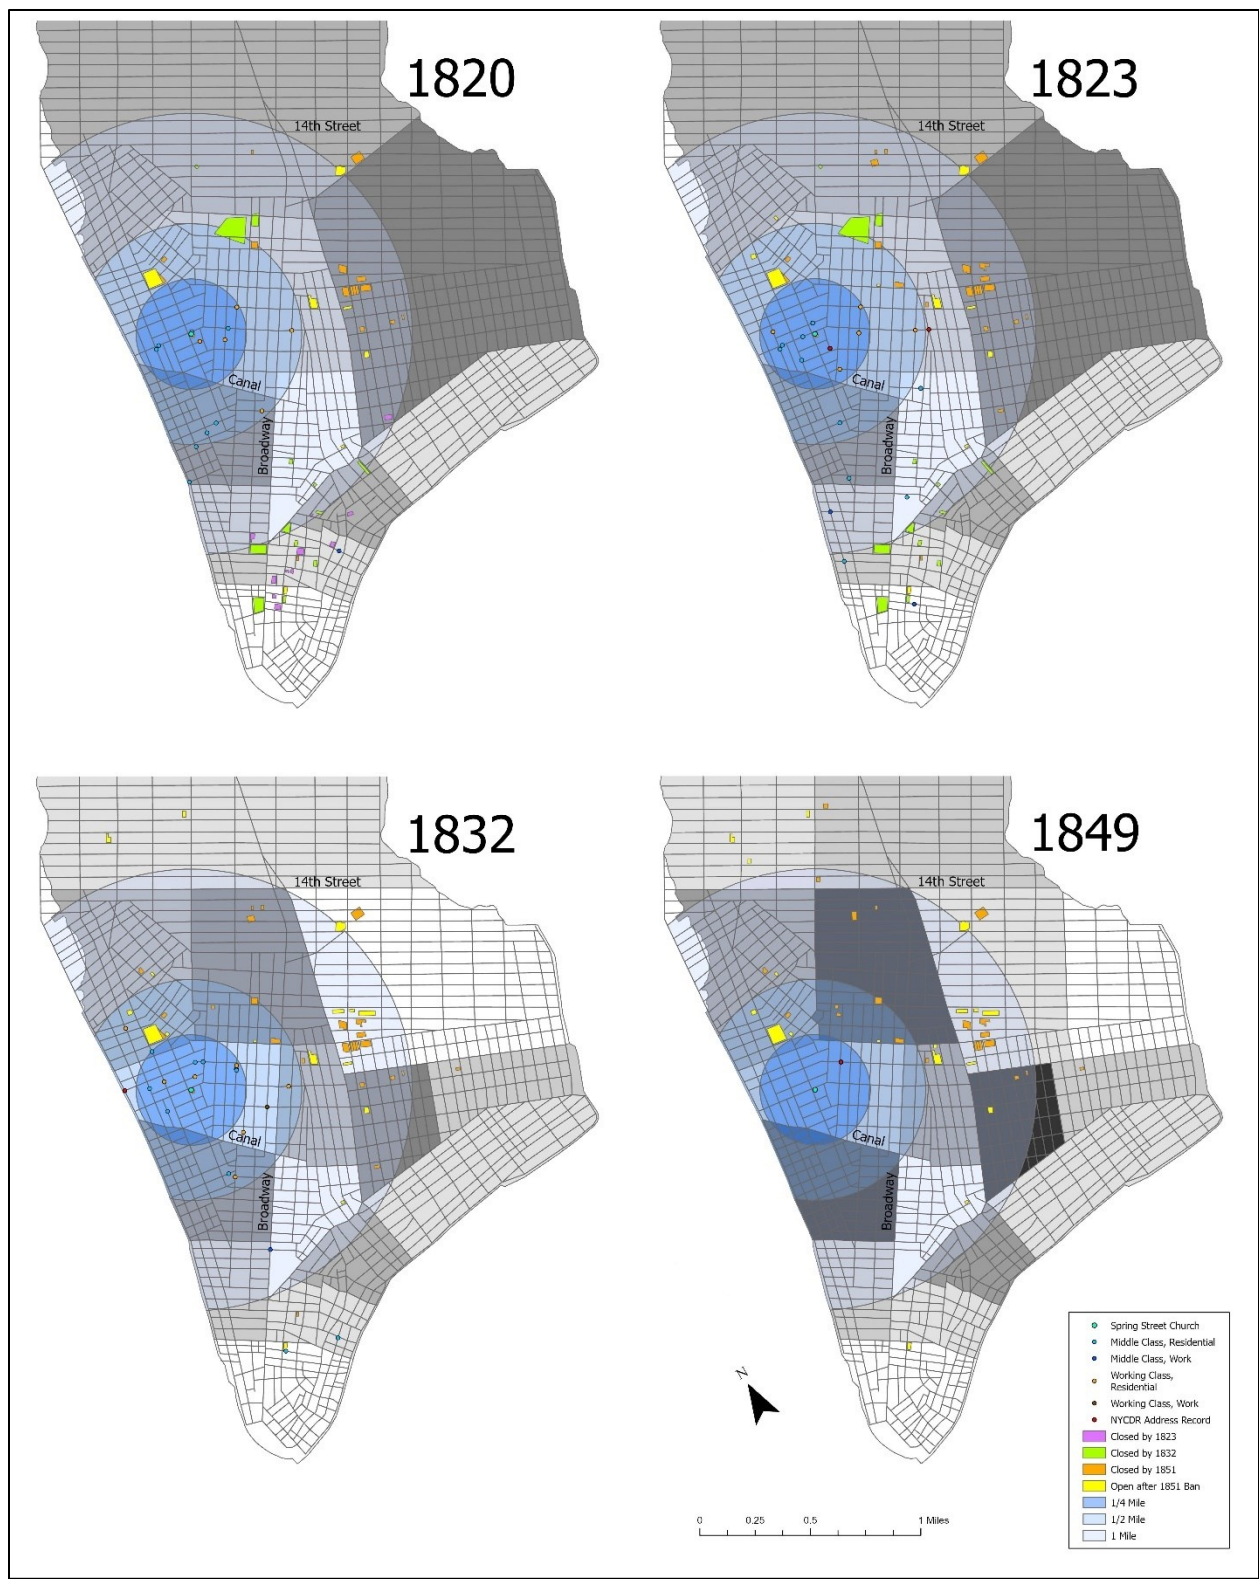 1820
14th Street
Canal
Broadway
1823
14th Street
Canal
Broadway
1832
14th Street
Canal
Broadway
1849
14th Street
Canal
Broadway
N
0 0.25 0.5 1 Miles
Spring Street Church
Middle Class, Residential
Middle Class, Work
Working Class,
Residential
Working Class, Work
NYCDR Address Record
Closed by 1823
Closed by 1832
Closed by 1851
Open after 1851 Ban
1/4 Mile
1/2 Mile
1 Mile